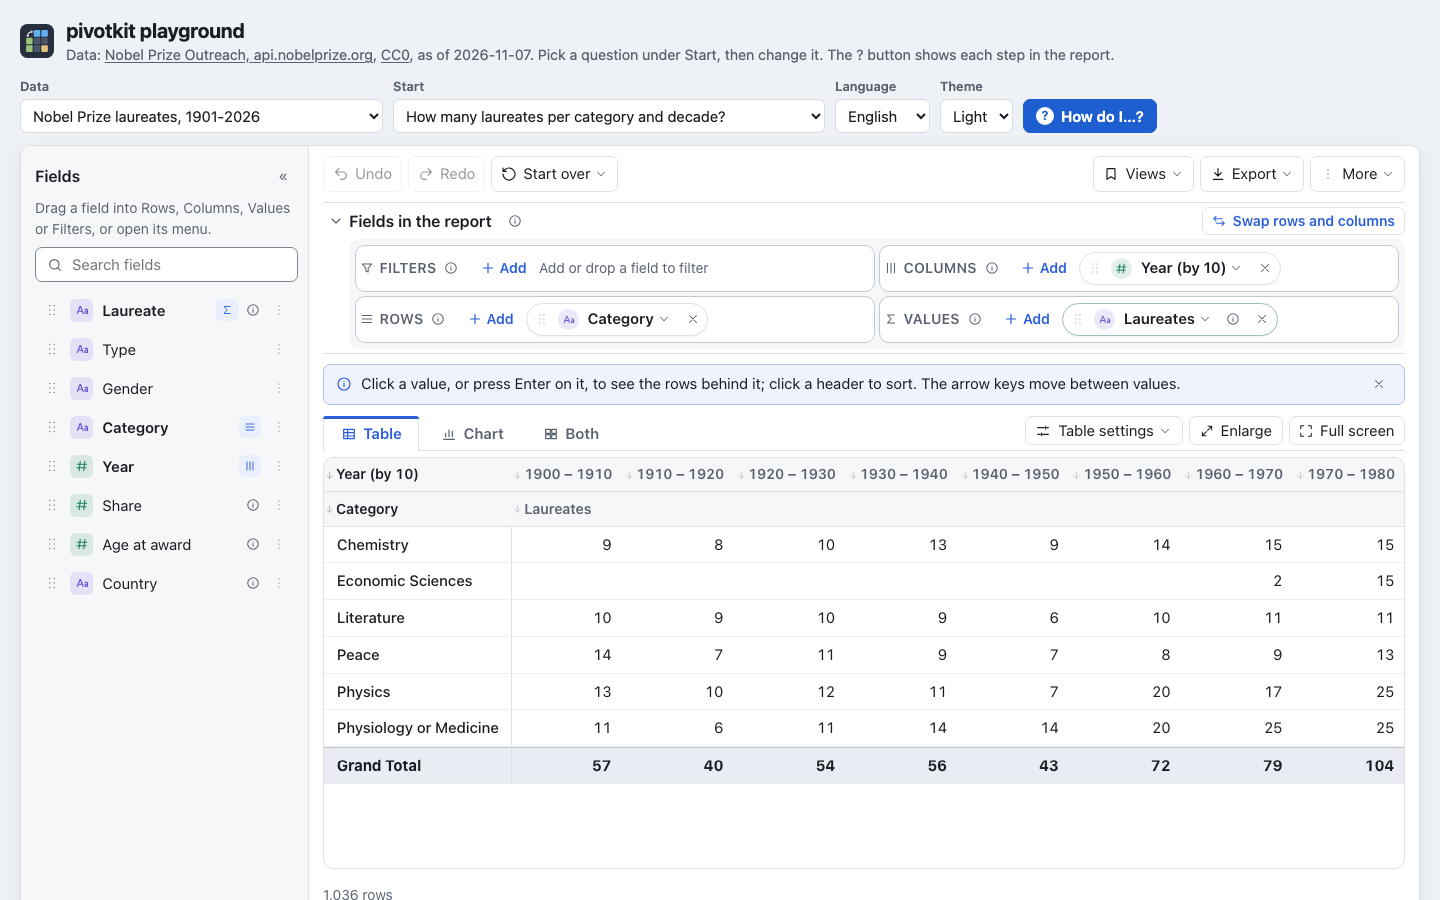 pivotkit playground
Data: Nobel Prize Outreach, api.nobelprize.org, CC0, as of 2026-11-07. Pick a question under Start, then change it. The ? button shows each step in the report.
Data Start Language Theme
Nobel Prize laureates, 1901-2026 How many laureates per category and decade? English Light ? How do I...?
Fields «
Drag a field into Rows, Columns, Values
or Filters, or open its menu.
Search fields
Aa Laureate Σ
Aa Type
Aa Gender
Aa Category
# Year
# Share
# Age at award
Aa Country
Undo Redo Start over Views Export More
Fields in the report Swap rows and columns
FILTERS + Add Add or drop a field to filter
COLUMNS + Add # Year (by 10)
ROWS + Add Aa Category
Σ VALUES + Add Aa Laureates
Click a value, or press Enter on it, to see the rows behind it; click a header to sort. The arrow keys move between values.
Table Chart Both Table settings Enlarge Full screen
↓ Year (by 10) ↓ 1900 – 1910 ↓ 1910 – 1920 ↓ 1920 – 1930 ↓ 1930 – 1940 ↓ 1940 – 1950 ↓ 1950 – 1960 ↓ 1960 – 1970 ↓ 1970 – 1980
↓ Category ↓ Laureates
Chemistry 9 8 10 13 9 14 15 15
Economic Sciences 2 15
Literature 10 9 10 9 6 10 11 11
Peace 14 7 11 9 7 8 9 13
Physics 13 10 12 11 7 20 17 25
Physiology or Medicine 11 6 11 14 14 20 25 25
Grand Total 57 40 54 56 43 72 79 104
1,036 rows